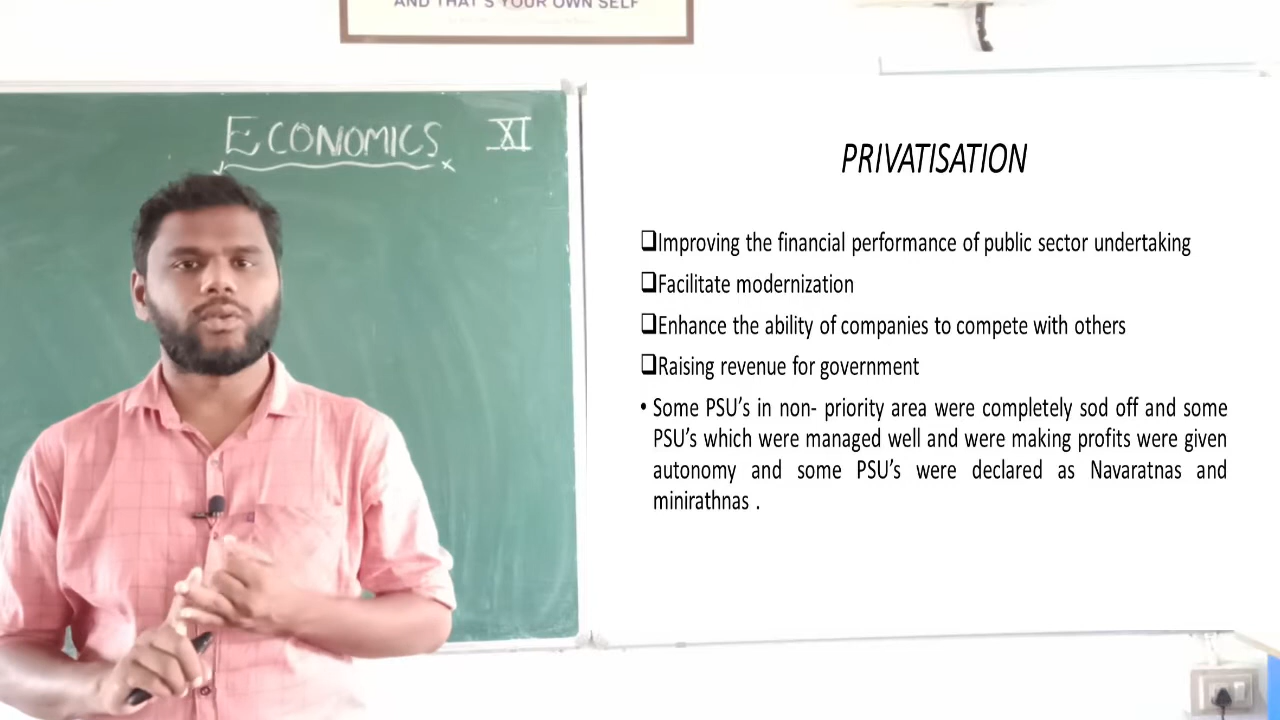 AND THAT'S YOUR OWN SELF
ECONOMICS XI
PRIVATISATION
❑Improving the financial performance of public sector undertaking
❑Facilitate modernization
❑Enhance the ability of companies to compete with others
❑Raising revenue for government
• Some PSU's in non- priority area were completely sod off and some
PSU's which were managed well and were making profits were given
autonomy and some PSU's were declared as Navaratnas and
minirathnas .